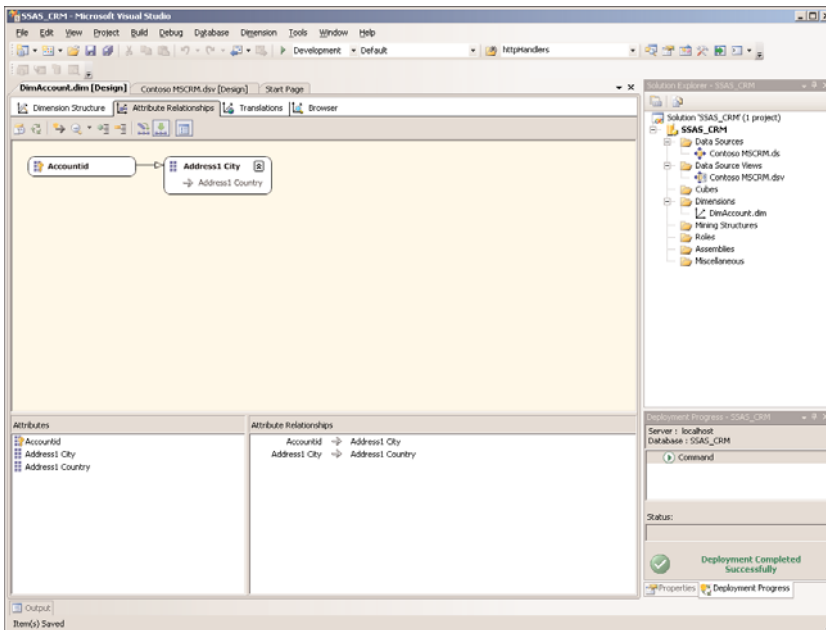 SSAS_CRM - Microsoft Visual Studio
File Edit View Project Build Debug Database Dimension Tools Window Help
Development Default httpHandlers
DimAccount.dim [Design] Contoso MSCRM.dsv [Design] Start Page
Dimension Structure Attribute Relationships Translations Browser
Accountid
Address1 City
Address1 Country
Attributes
Accountid
Address1 City
Address1 Country
Attribute Relationships
Accountid Address1 City
Address1 City Address1 Country
Solution Explorer - SSAS_CRM
Solution 'SSAS_CRM' (1 project)
SSAS_CRM
Data Sources
Contoso MSCRM.ds
Data Source Views
Contoso MSCRM.dsv
Cubes
Dimensions
DimAccount.dim
Mining Structures
Roles
Assemblies
Miscellaneous
Deployment Progress - SSAS_CRM
Server : localhost
Database : SSAS_CRM
Command
Status:
Deployment Completed
Successfully
Properties Deployment Progress
Output
Item(s) Saved